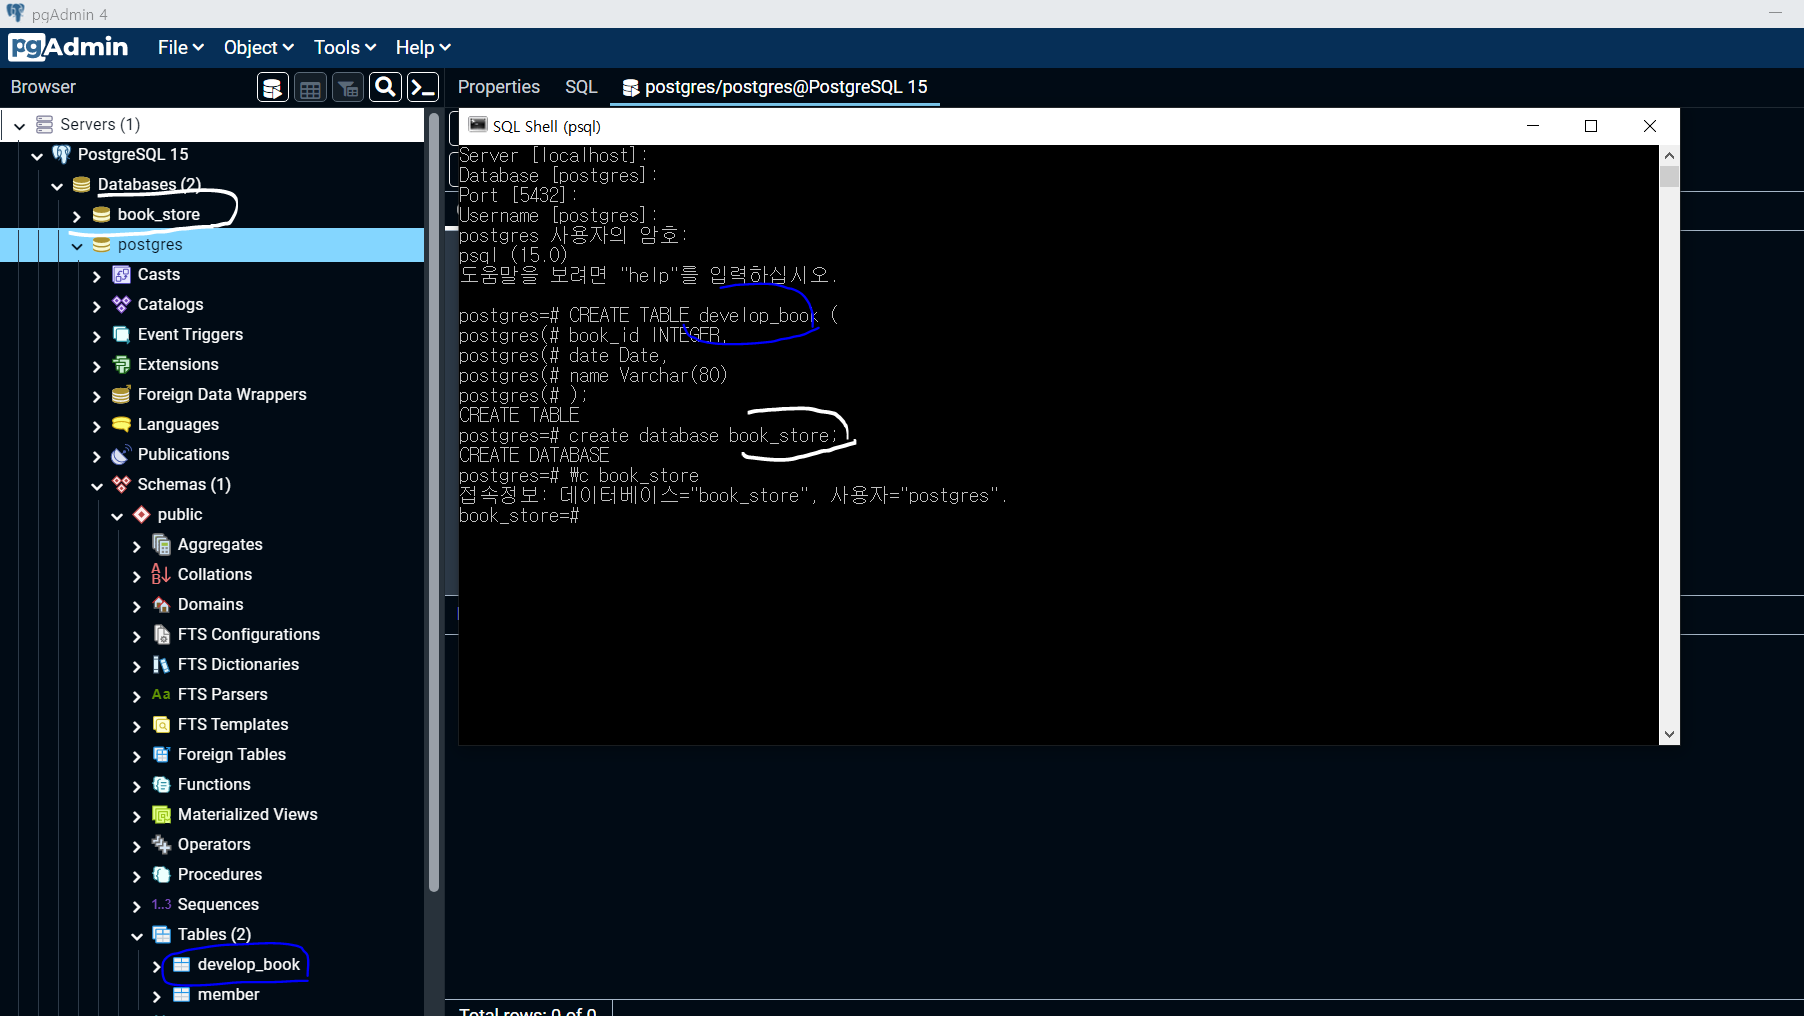 pgAdmin 4
pgAdmin File Object Tools Help
Browser
Properties SQL postgres/postgres@PostgreSQL 15
Servers (1)
PostgreSQL 15
Databases (2)
book_store
postgres
Casts
Catalogs
Event Triggers
Extensions
Foreign Data Wrappers
Languages
Publications
Schemas (1)
public
Aggregates
Collations
Domains
FTS Configurations
FTS Dictionaries
Aa FTS Parsers
FTS Templates
Foreign Tables
Functions
Materialized Views
Operators
Procedures
1..3 Sequences
Tables (2)
develop_book
member
SQL Shell (psql)
Server [localhost]:
Database [postgres]:
Port [5432]:
Username [postgres]:
postgres 사용자의 암호:
psql (15.0)
도움말을 보려면 "help"를 입력하십시오.
postgres=# CREATE TABLE develop_book (
postgres(# book_id INTEGER,
postgres(# date Date,
postgres(# name Varchar(80)
postgres(# );
CREATE TABLE
postgres=# create database book_store;
CREATE DATABASE
postgres=# ₩c book_store
접속정보: 데이터베이스="book_store", 사용자="postgres".
book_store=#
Total rows: 0 of 0